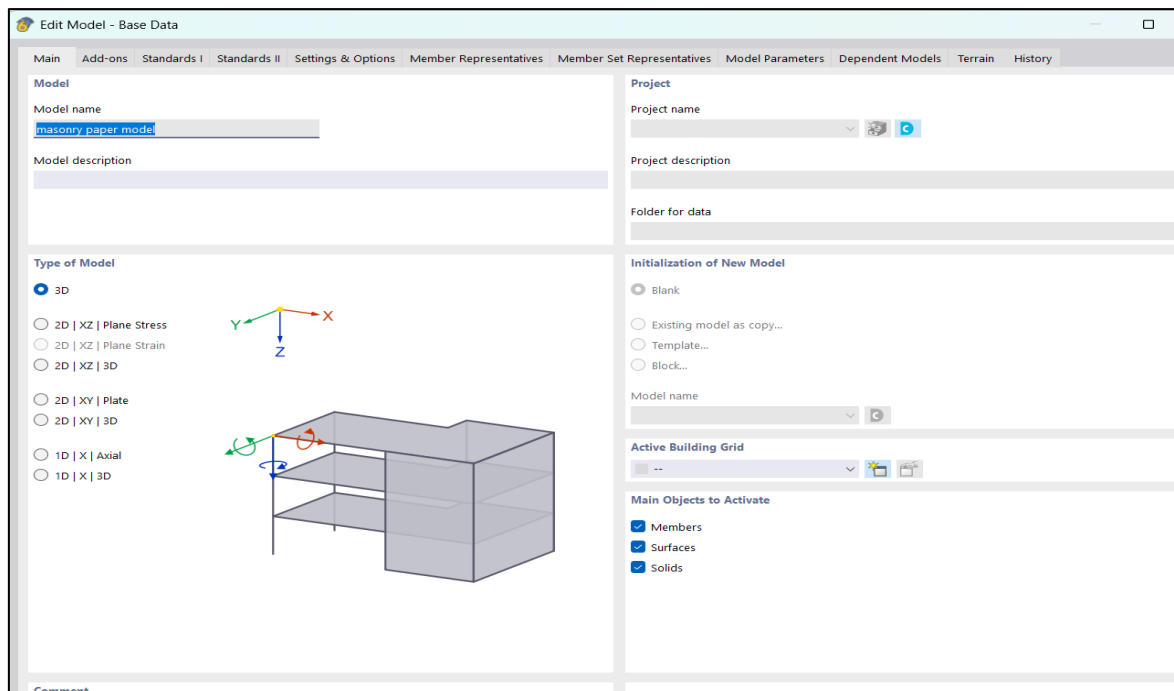 Edit Model - Base Data
Main Add-ons Standards I Standards II Settings & Options Member Representatives Member Set Representatives Model Parameters Dependent Models Terrain History
Model
Model name
masonry paper model
Model description
Project
Project name
Project description
Folder for data
Type of Model
3D
2D | XZ | Plane Stress
2D | XZ | Plane Strain
2D | XZ | 3D
2D | XY | Plate
2D | XY | 3D
1D | X | Axial
1D | X | 3D
Y X
Z
Initialization of New Model
Blank
Existing model as copy...
Template...
Block...
Model name
Active Building Grid
--
Main Objects to Activate
Members
Surfaces
Solids
Comment